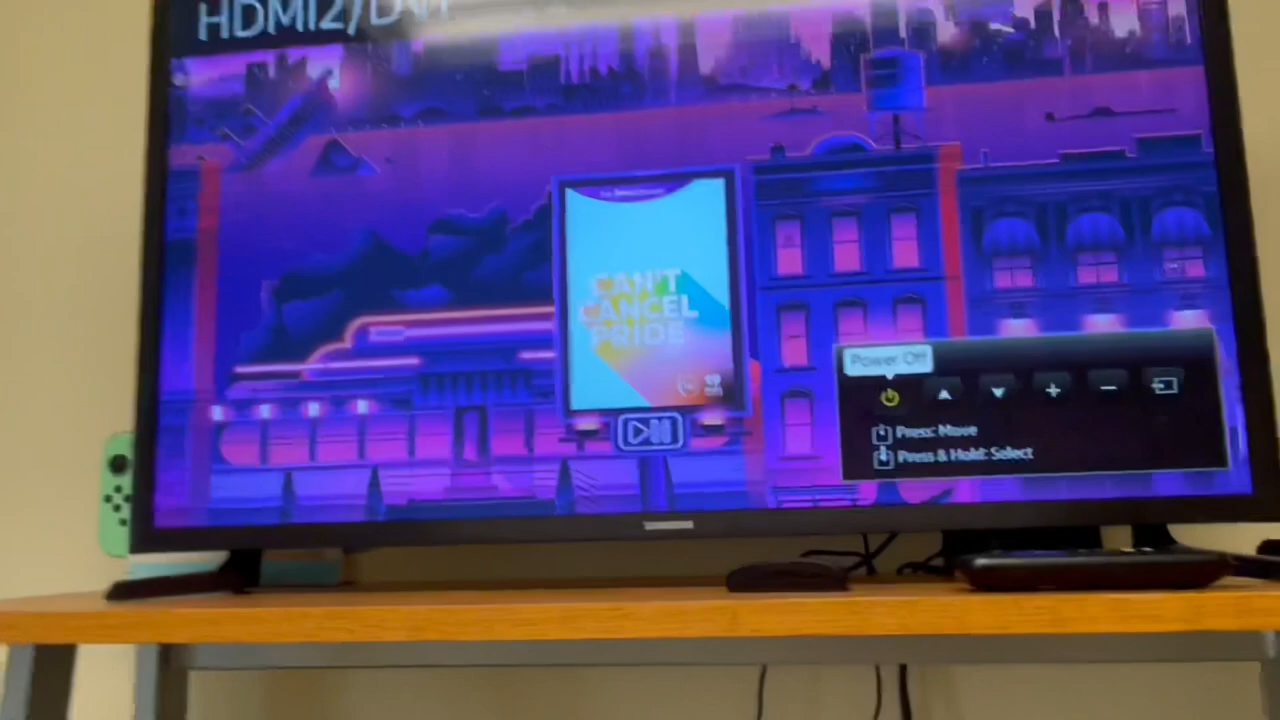 HDMI2/DVI
CAN'T
CANCEL
PRIDE
Power Off
Press: Move
Press & Hold: Select